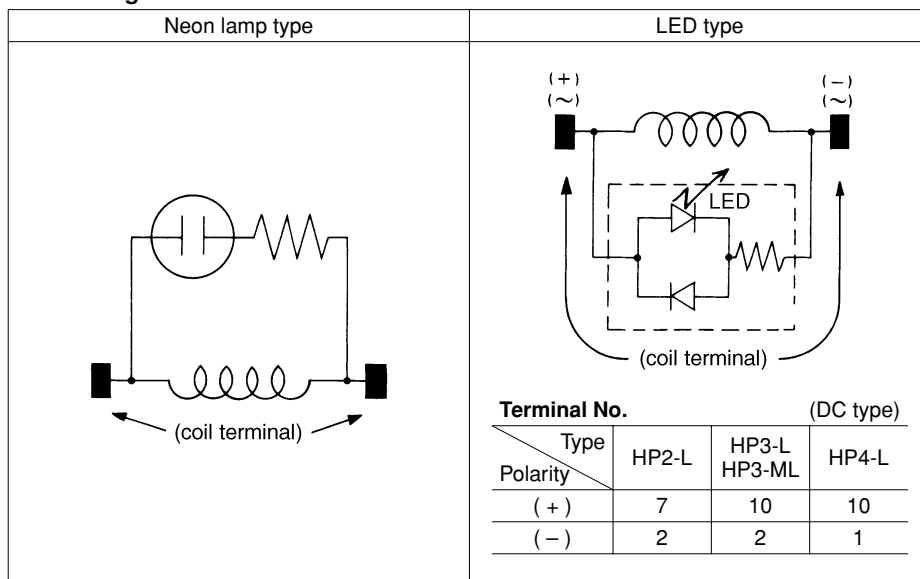 Neon lamp type
LED type
(coil terminal)
(+) (−)
(~) (~)
LED
(coil terminal)
Terminal No. (DC type)
Type
Polarity
HP2-L HP3-L HP3-ML HP4-L
( + ) 7 10 10
( − ) 2 2 1